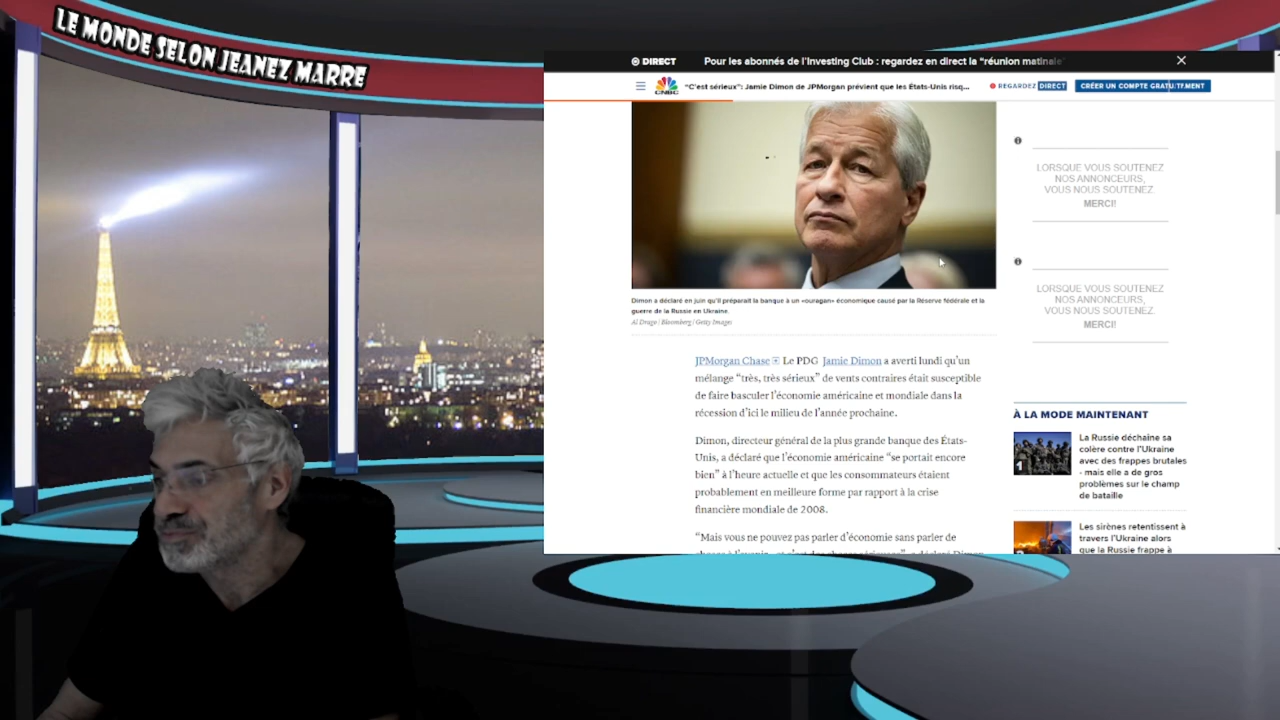 LE MONDE SELON JEANEZ MARRE
DIRECT
Pour les abonnés de l'Investing Club : regardez en direct la “réunion matinale”
CNBC
“C'est sérieux”: Jamie Dimon de JPMorgan prévient que les États-Unis risq...
REGARDEZ DIRECT
CRÉER UN COMPTE
LORSQUE VOUS SOUTENEZ
NOS ANNONCEURS,
VOUS NOUS SOUTENEZ.
MERCI!
LORSQUE VOUS SOUTENEZ
NOS ANNONCEURS,
VOUS NOUS SOUTENEZ.
MERCI!
Dimon a déclaré en juin qu'il préparait la banque à un «ouragan» économique causé par la Réserve fédérale et la
guerre de la Russie en Ukraine.
Al Drago | Bloomberg | Getty Images
JPMorgan Chase Le PDG Jamie Dimon a averti lundi qu'un
mélange “très, très sérieux” de vents contraires était susceptible
de faire basculer l'économie américaine et mondiale dans la
récession d'ici le milieu de l'année prochaine.
Dimon, directeur général de la plus grande banque des États-
Unis, a déclaré que l'économie américaine “se portait encore
bien” à l'heure actuelle et que les consommateurs étaient
probablement en meilleure forme par rapport à la crise
financière mondiale de 2008.
“Mais vous ne pouvez pas parler d'économie sans parler de
À LA MODE MAINTENANT
1
La Russie déchaîne sa
colère contre l'Ukraine
avec des frappes brutales
- mais elle a de gros
problèmes sur le champ
de bataille
Les sirènes retentissent à
travers l'Ukraine alors
que la Russie frappe à